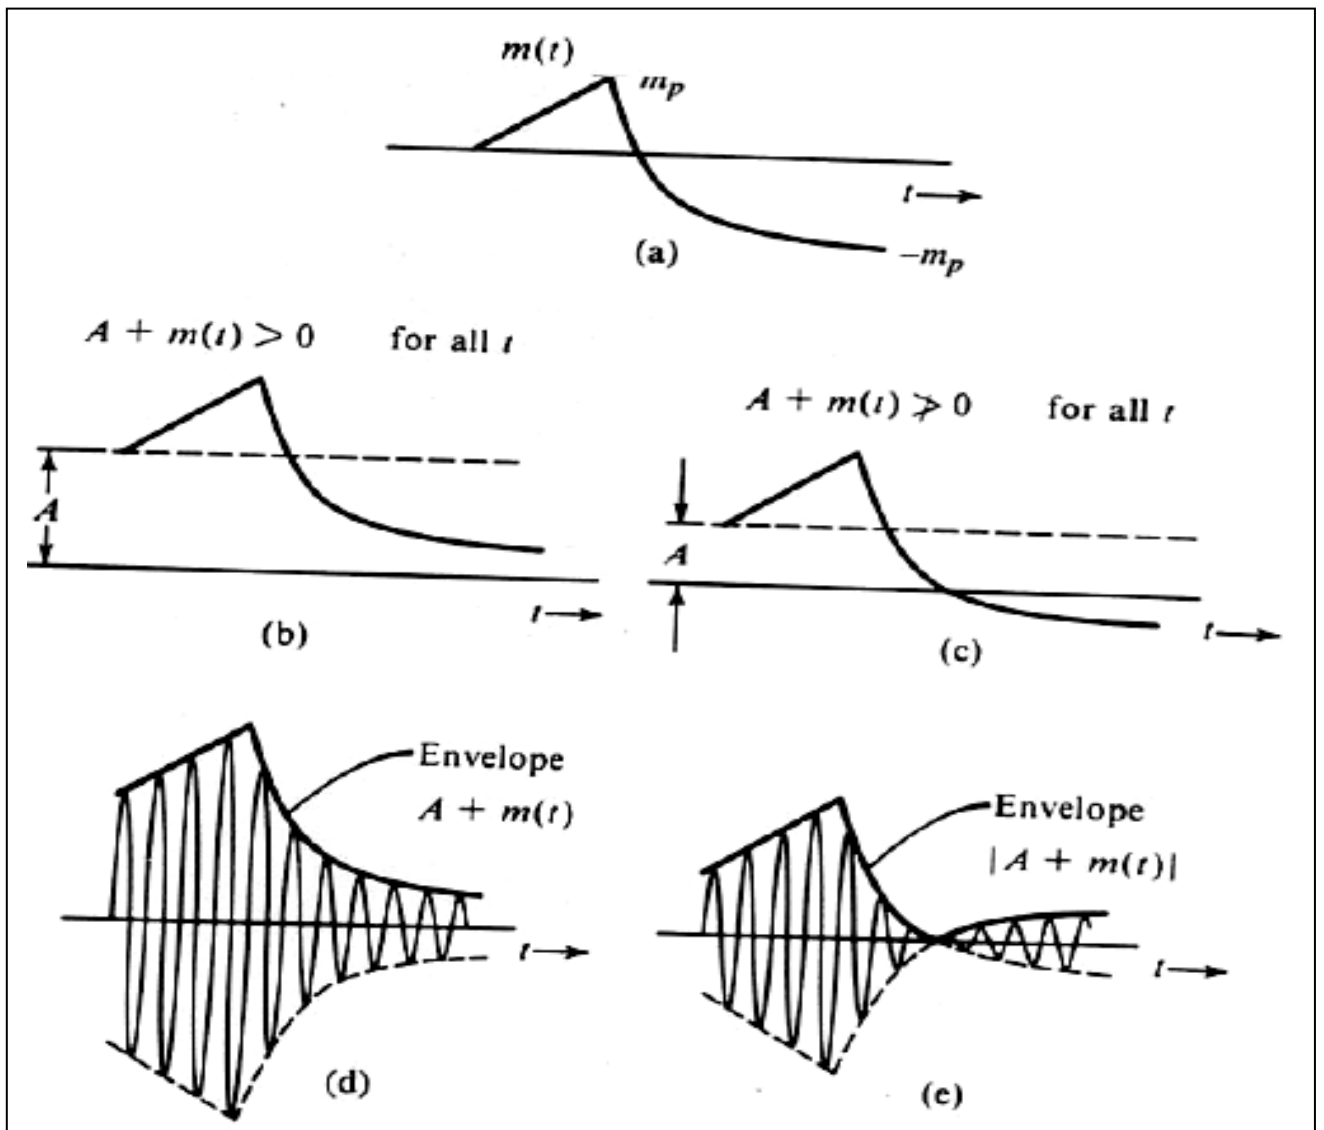 m(t)
m_p
t
-m_p
(a)
A + m(t) > 0 for all t
A
t
(b)
A + m(t) ≯ 0 for all t
A
t
(c)
Envelope
A + m(t)
t
(d)
Envelope
|A + m(t)|
t
(e)